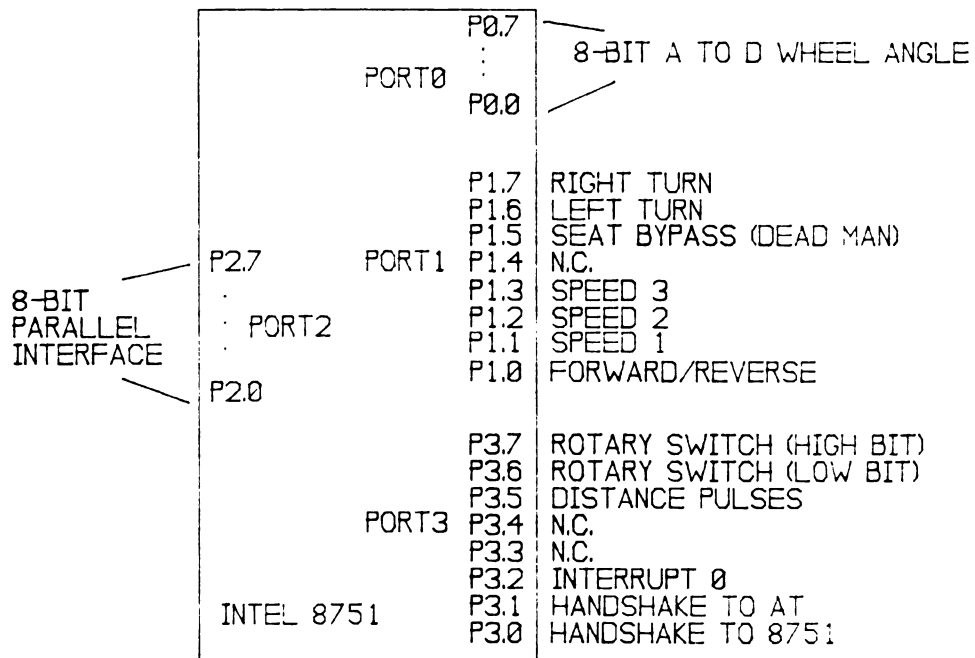 P0.7
8-BIT A TO D WHEEL ANGLE
PORT0
P0.0
P1.7 RIGHT TURN
P1.6 LEFT TURN
P1.5 SEAT BYPASS (DEAD MAN)
P2.7 PORT1 P1.4 N.C.
P1.3 SPEED 3
8-BIT
PARALLEL
INTERFACE
PORT2
P1.2 SPEED 2
P1.1 SPEED 1
P1.0 FORWARD/REVERSE
P2.0
P3.7 ROTARY SWITCH (HIGH BIT)
P3.6 ROTARY SWITCH (LOW BIT)
P3.5 DISTANCE PULSES
PORT3 P3.4 N.C.
P3.3 N.C.
P3.2 INTERRUPT 0
P3.1 HANDSHAKE TO AT
INTEL 8751
P3.0 HANDSHAKE TO 8751